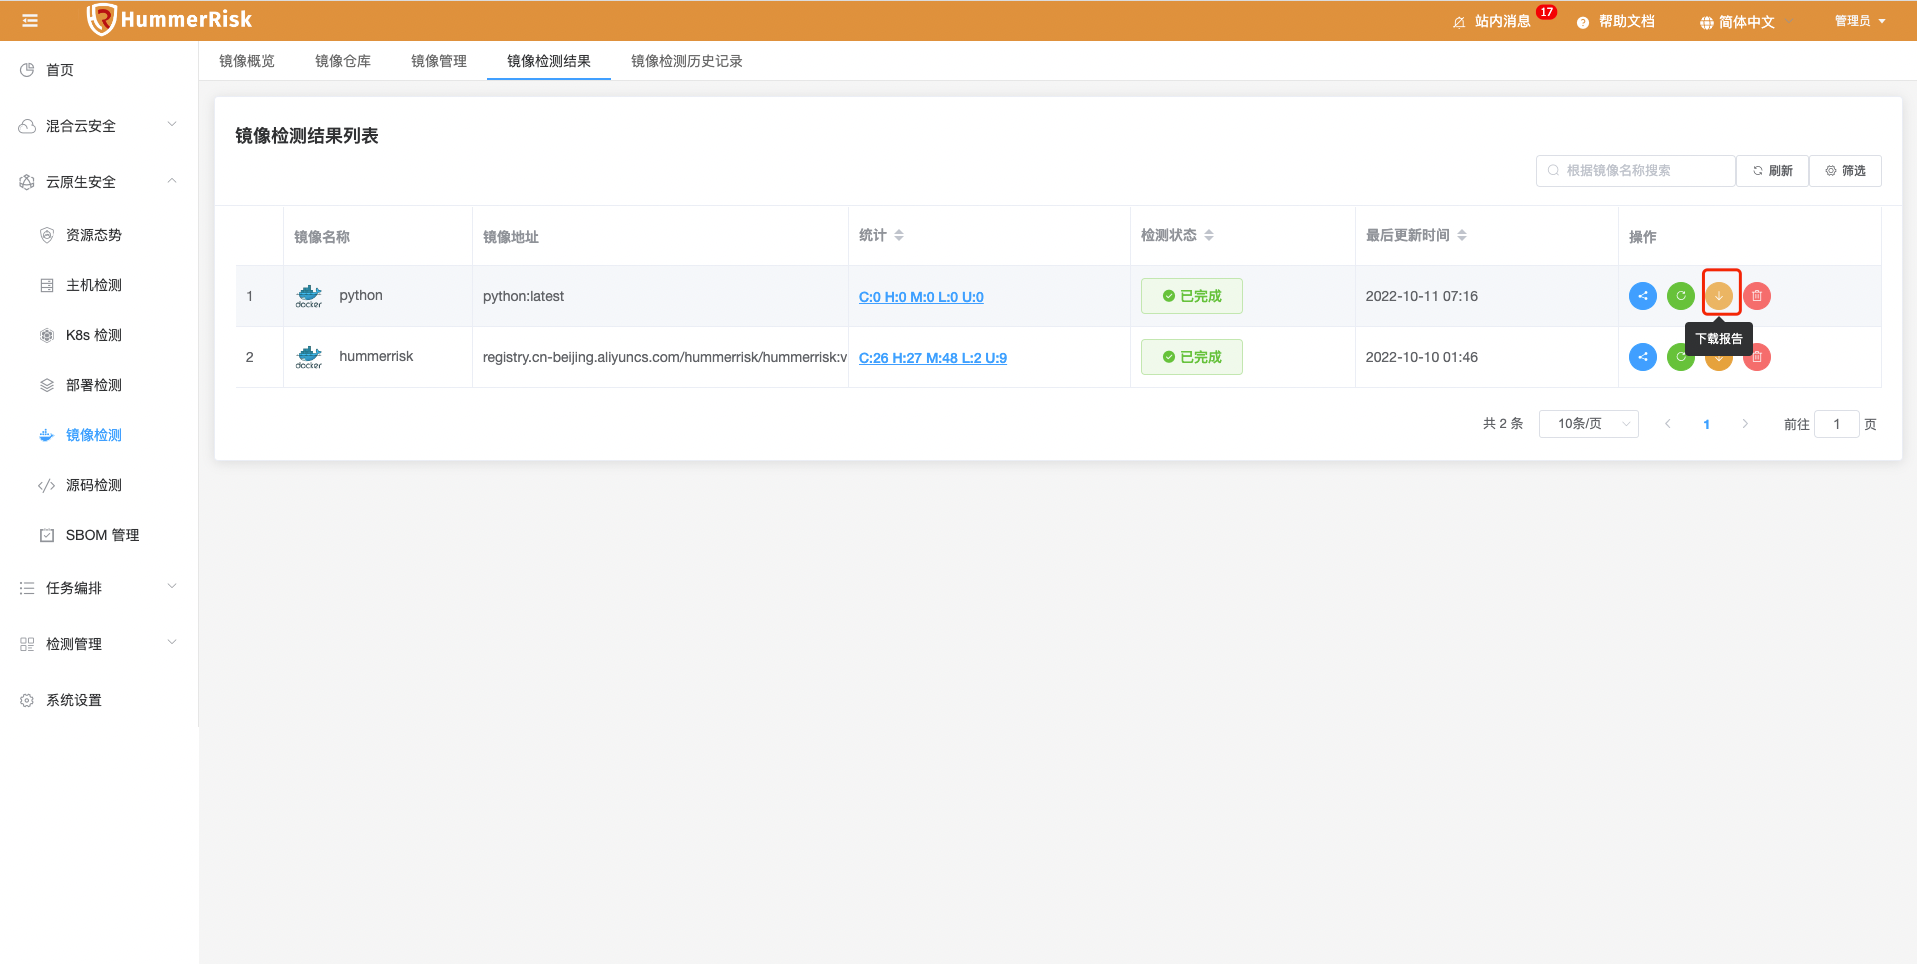 HummerRisk
站内消息 17 帮助文档 简体中文 管理员
首页
混合云安全
云原生安全
资源态势
主机检测
K8s 检测
部署检测
镜像检测
源码检测
SBOM 管理
任务编排
检测管理
系统设置
镜像概览 镜像仓库 镜像管理 镜像检测结果 镜像检测历史记录
镜像检测结果列表
根据镜像名称搜索 刷新 筛选
镜像名称 镜像地址 统计 检测状态 最后更新时间 操作
1 docker python python:latest C:0 H:0 M:0 L:0 U:0 已完成 2022-10-11 07:16
下载报告
2 docker hummerrisk registry.cn-beijing.aliyuncs.com/hummerrisk/hummerrisk:v C:26 H:27 M:48 L:2 U:9 已完成 2022-10-10 01:46
共 2 条 10条/页 1 前往 1 页